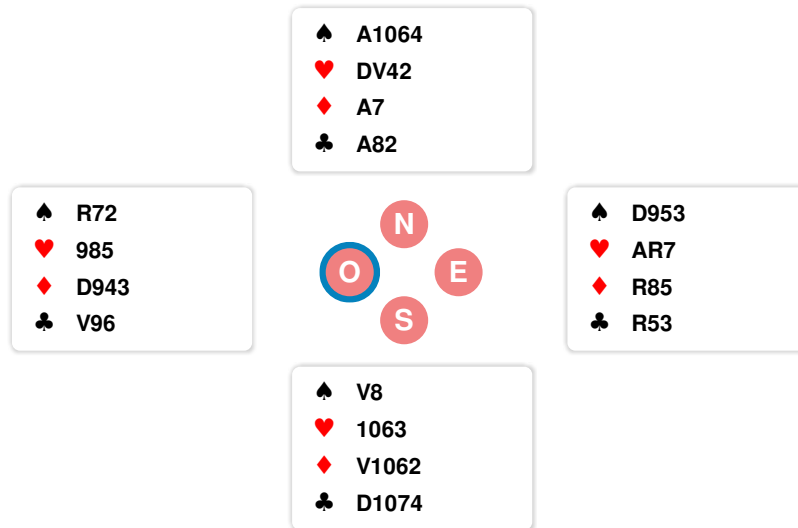 ♠ A1064
♥ DV42
♦ A7
♣ A82
♠ R72
♥ 985
♦ D943
♣ V96
N
O E
S
♠ D953
♥ AR7
♦ R85
♣ R53
♠ V8
♥ 1063
♦ V1062
♣ D1074